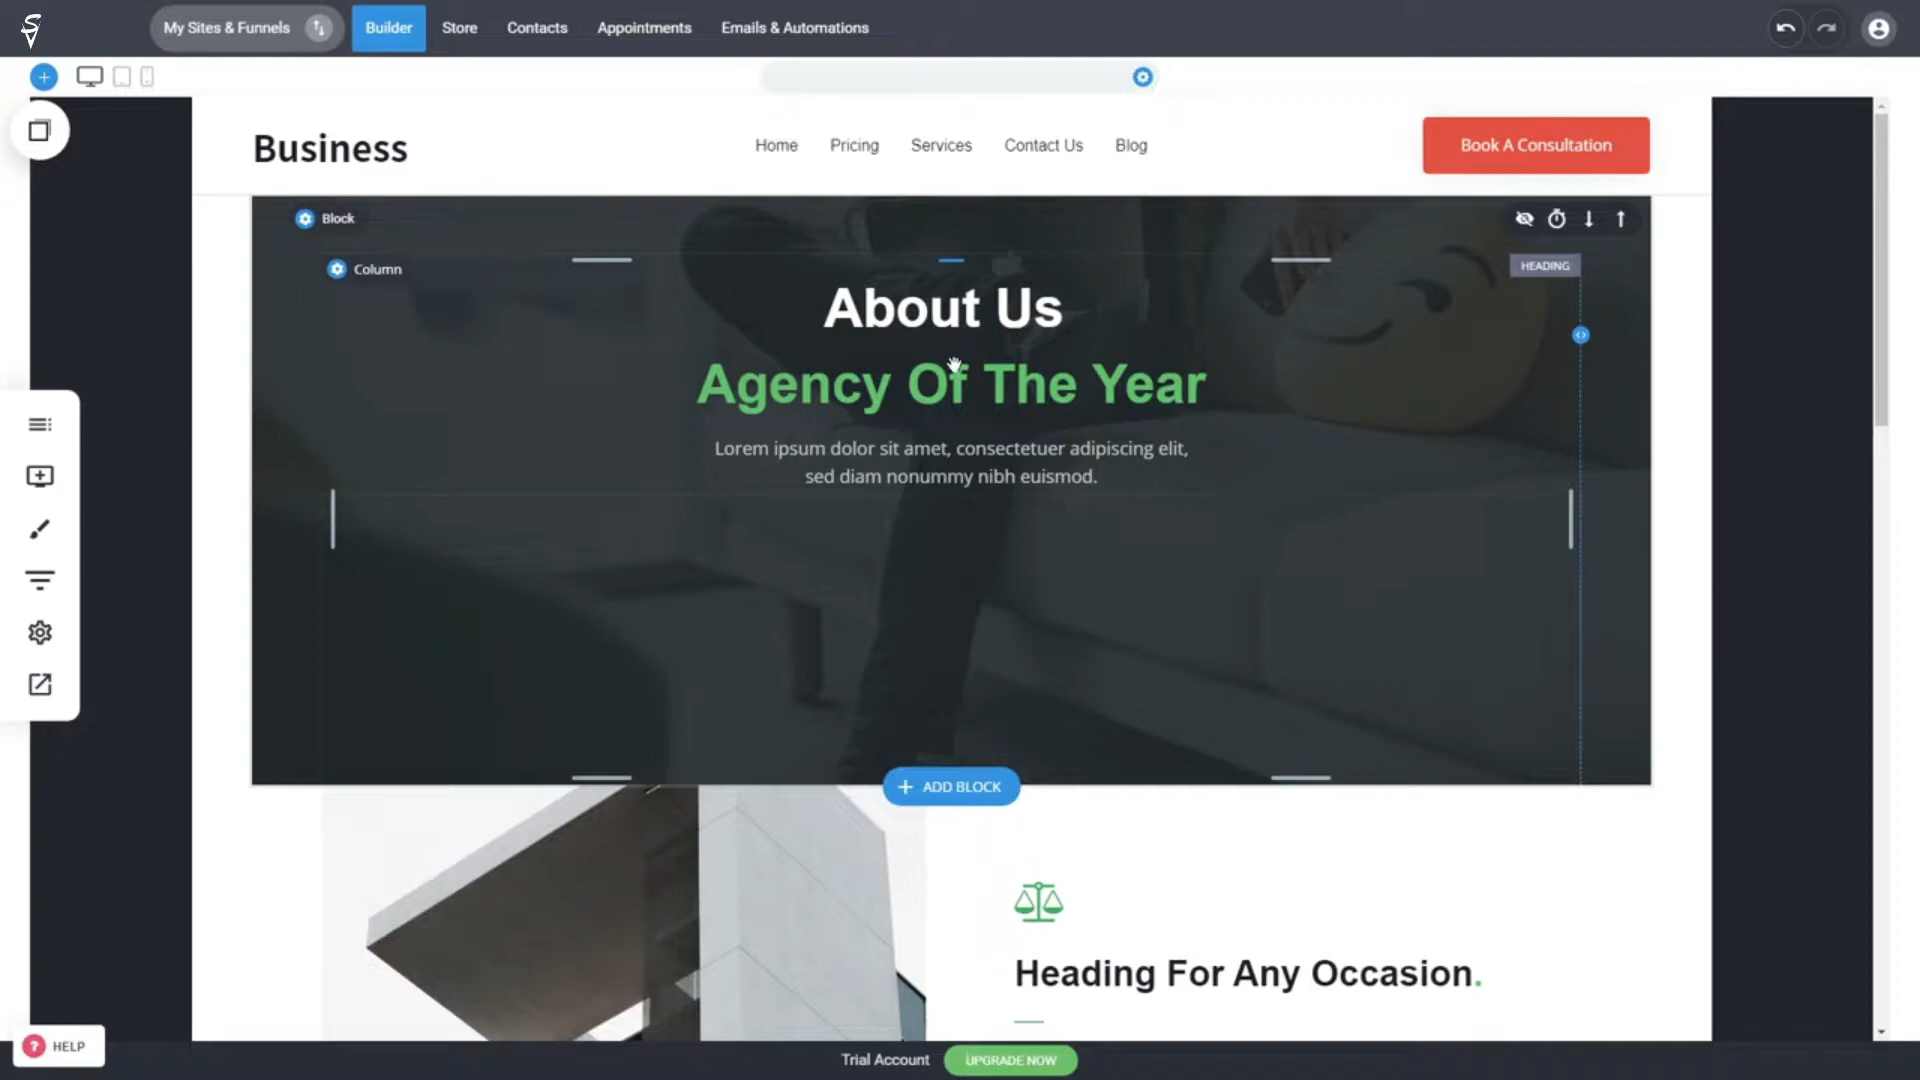 My Sites & Funnels
Builder
Store
Contacts
Appointments
Emails & Automations
Business
Home
Pricing
Services
Contact Us
Blog
Book A Consultation
Block
Column
HEADING
About Us
Agency Of The Year
Lorem ipsum dolor sit amet, consectetuer adipiscing elit,
sed diam nonummy nibh euismod.
+ ADD BLOCK
Heading For Any Occasion.
? HELP
Trial Account
UPGRADE NOW